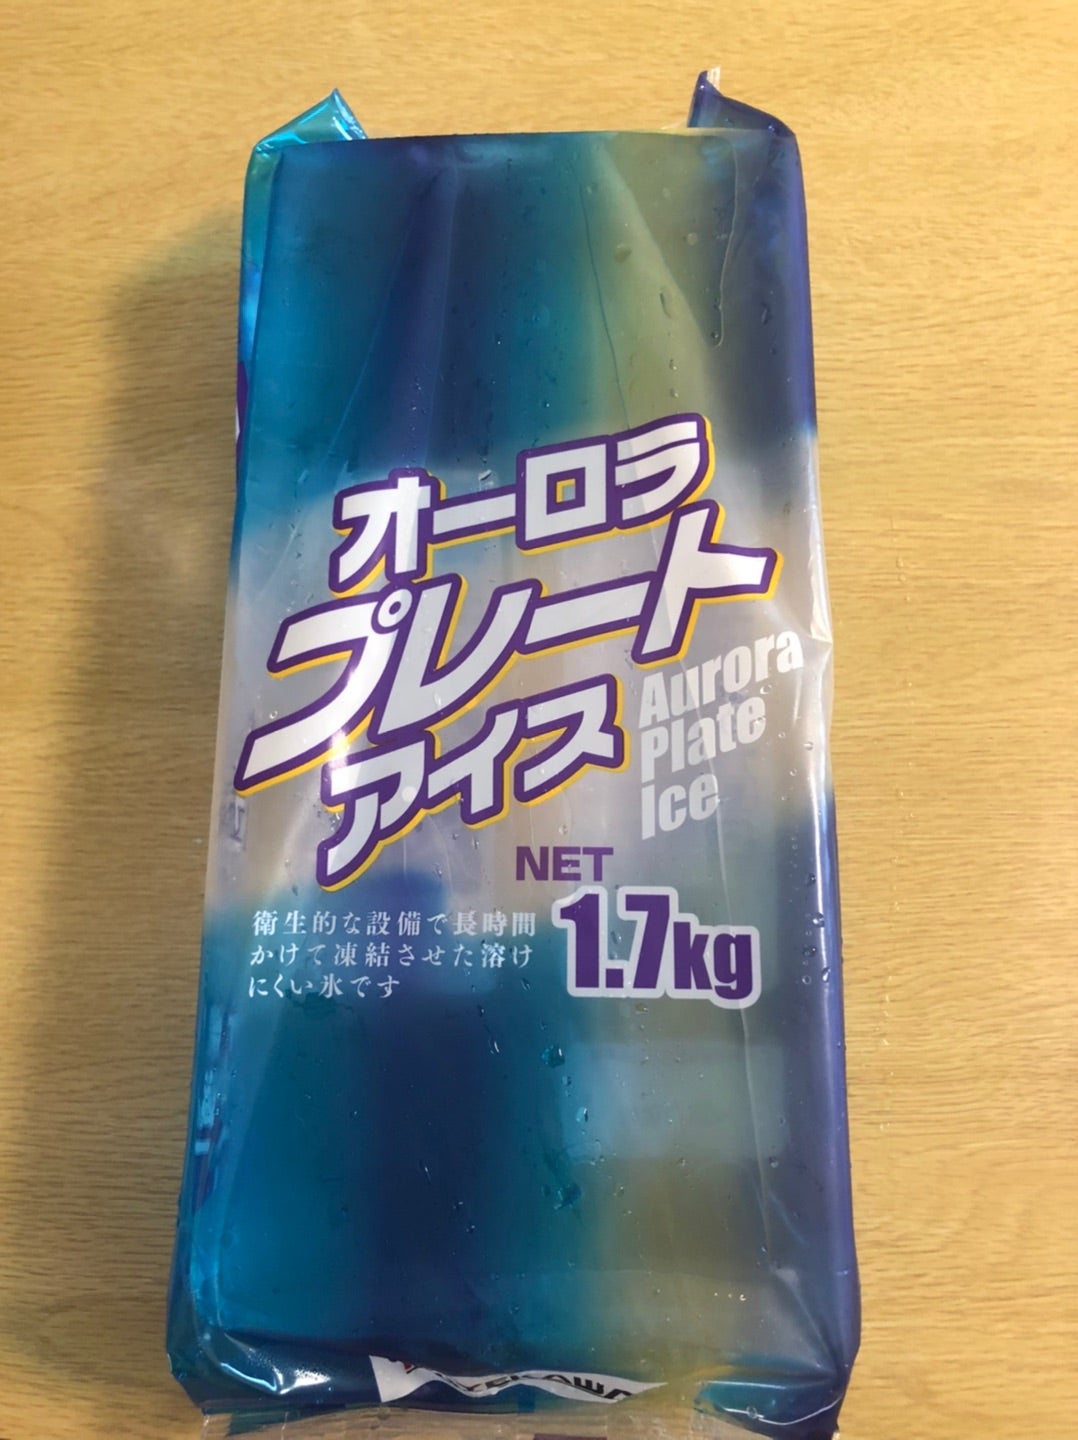 オーロラ
プレート
アイス
Aurora
Plate
Ice
NET
1.7kg
衛生的な設備で長時間
かけて凍結させた溶け
にくい氷です